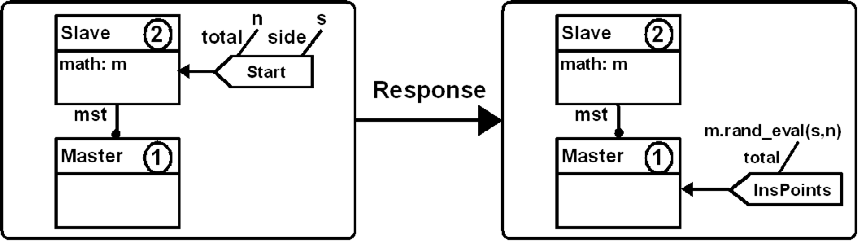 Slave 2
n
s
total side
math: m
Start
mst
Master 1
Response
Slave 2
math: m
mst
m.rand_eval(s,n)
Master 1
total
InsPoints